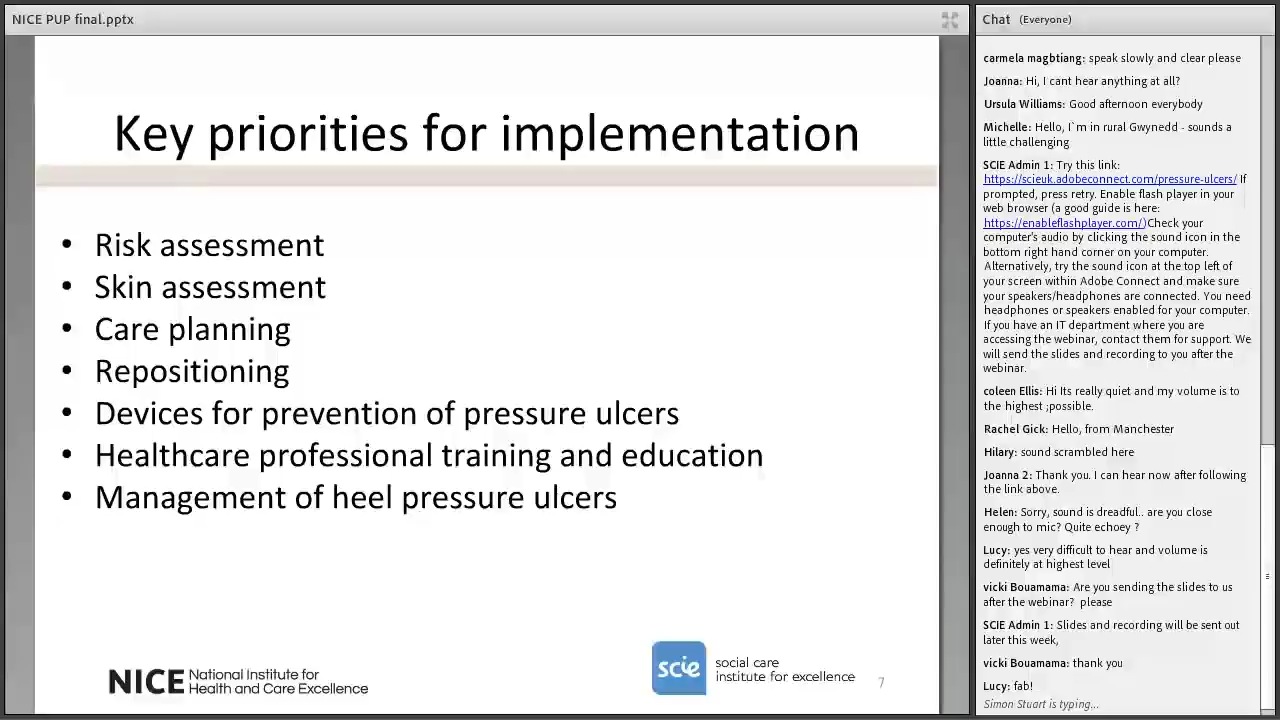 NICE PUP final.pptx
Key priorities for implementation
• Risk assessment
• Skin assessment
• Care planning
• Repositioning
• Devices for prevention of pressure ulcers
• Healthcare professional training and education
• Management of heel pressure ulcers
NICE National Institute for
Health and Care Excellence
scie social care
institute for excellence
7
Chat (Everyone)
carmela magbtiang: speak slowly and clear please
Joanna: Hi, I cant hear anything at all?
Ursula Williams: Good afternoon everybody
Michelle: Hello, I`m in rural Gwynedd - sounds a
little challenging
SCIE Admin 1: Try this link:
https://scieuk.adobeconnect.com/pressure-ulcers/ If
prompted, press retry. Enable flash player in your
web browser (a good guide is here:
https://enableflashplayer.com/)Check your
computer's audio by clicking the sound icon in the
bottom right hand corner on your computer.
Alternatively, try the sound icon at the top left of
your screen within Adobe Connect and make sure
your speakers/headphones are connected. You need
headphones or speakers enabled for your computer.
If you have an IT department where you are
accessing the webinar, contact them for support. We
will send the slides and recording to you after the
webinar.
coleen Ellis: Hi Its really quiet and my volume is to
the highest ;possible.
Rachel Gick: Hello, from Manchester
Hilary: sound scrambled here
Joanna 2: Thank you. I can hear now after following
the link above.
Helen: Sorry, sound is dreadful.. are you close
enough to mic? Quite echoey ?
Lucy: yes very difficult to hear and volume is
definitely at highest level
vicki Bouamama: Are you sending the slides to us
after the webinar? please
SCIE Admin 1: Slides and recording will be sent out
later this week,
vicki Bouamama: thank you
Lucy: fab!
Simon Stuart is typing...